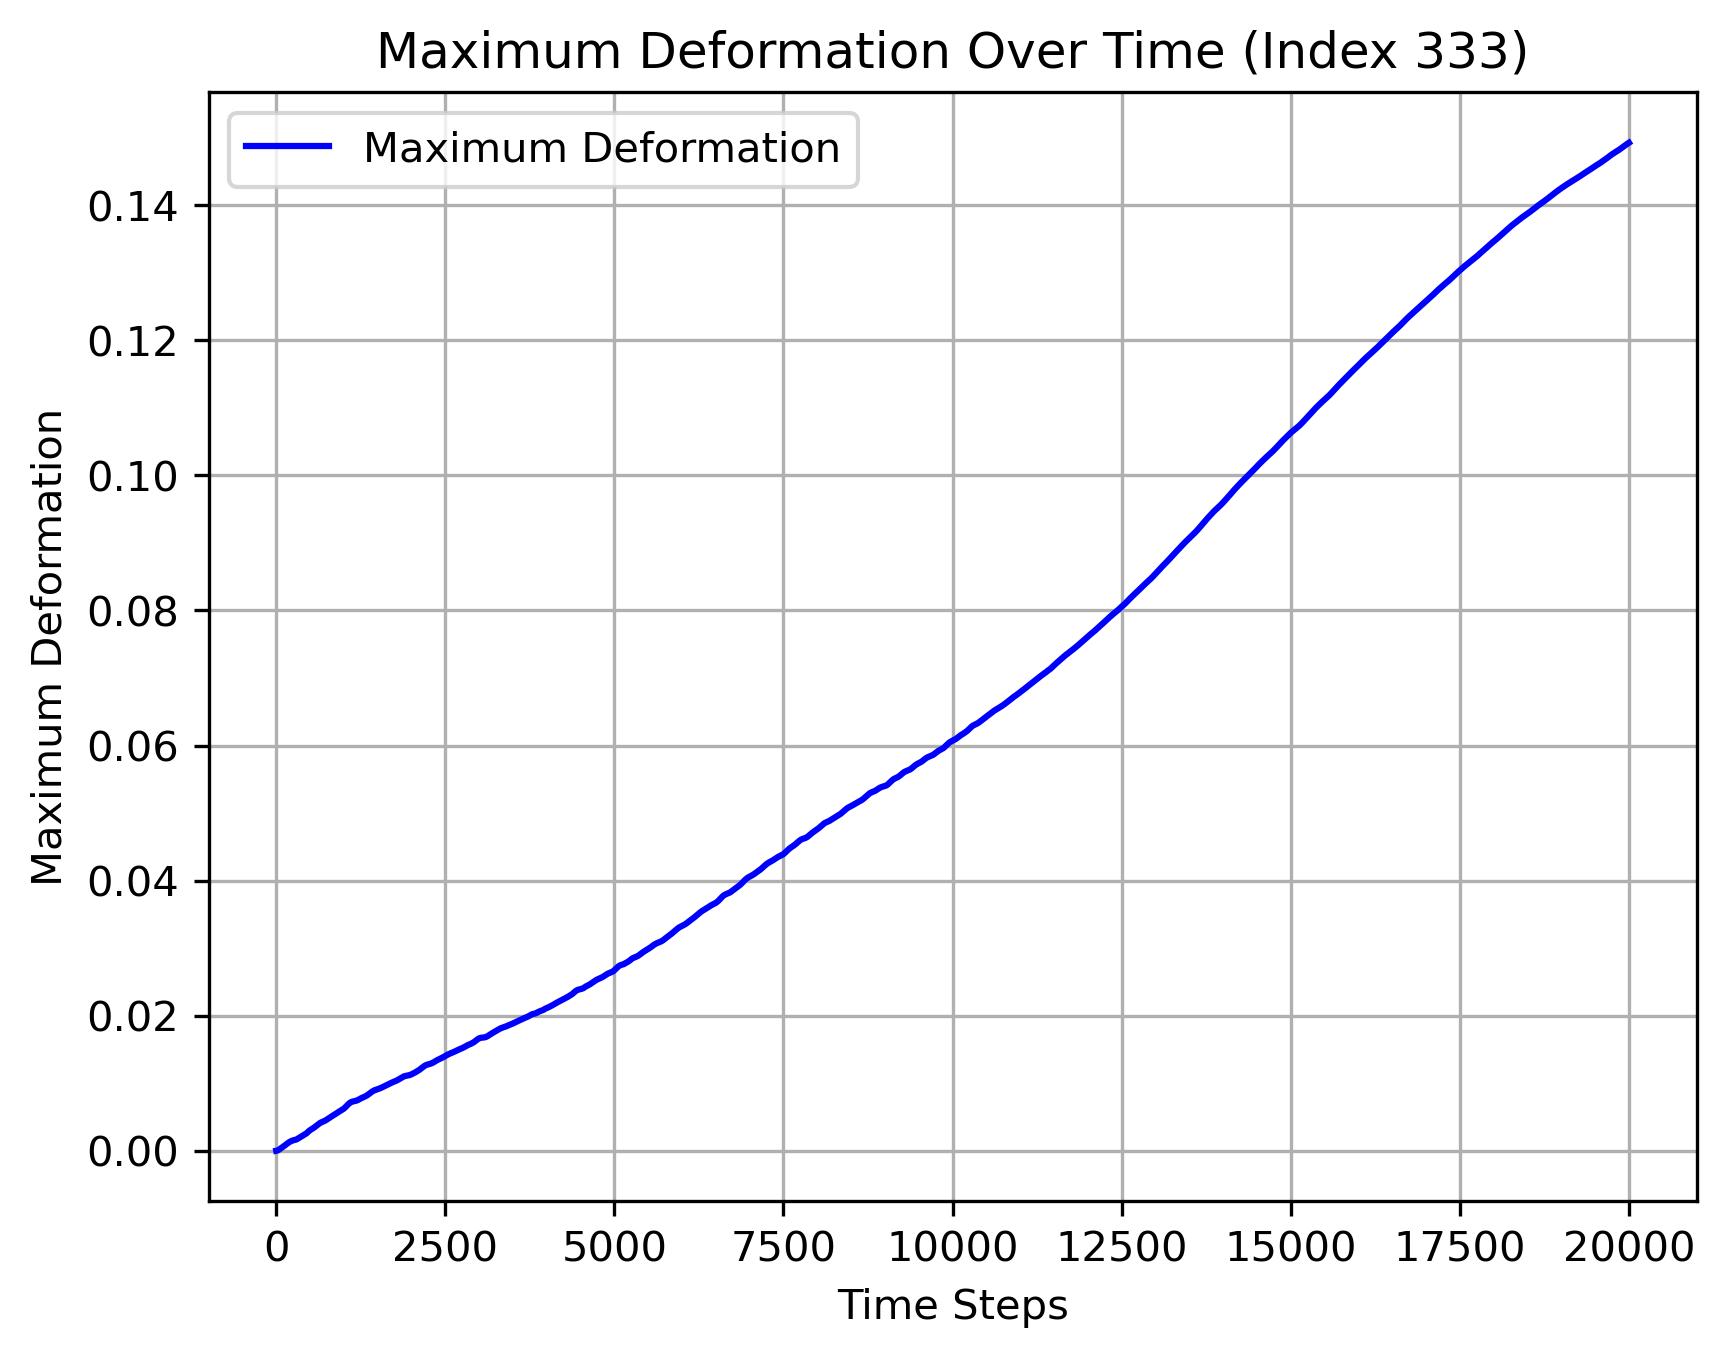 Maximum Deformation Over Time (Index 333)
Maximum Deformation
0.14
0.12
0.10
0.08
0.06
0.04
0.02
0.00
Maximum Deformation
0 2500 5000 7500 10000 12500 15000 17500 20000
Time Steps